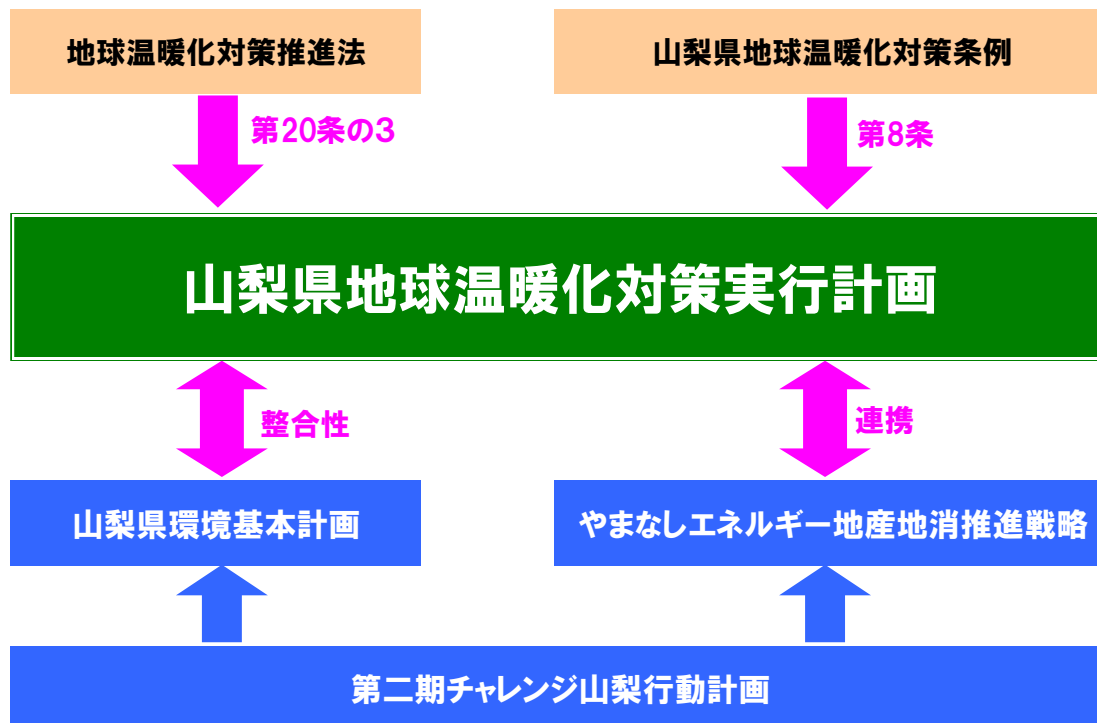 地球温暖化対策推進法
山梨県地球温暖化対策条例
第20条の3
第8条
山梨県地球温暖化対策実行計画
整合性
連携
山梨県環境基本計画
やまなしエネルギー地産地消推進戦略
第二期チャレンジ山梨行動計画